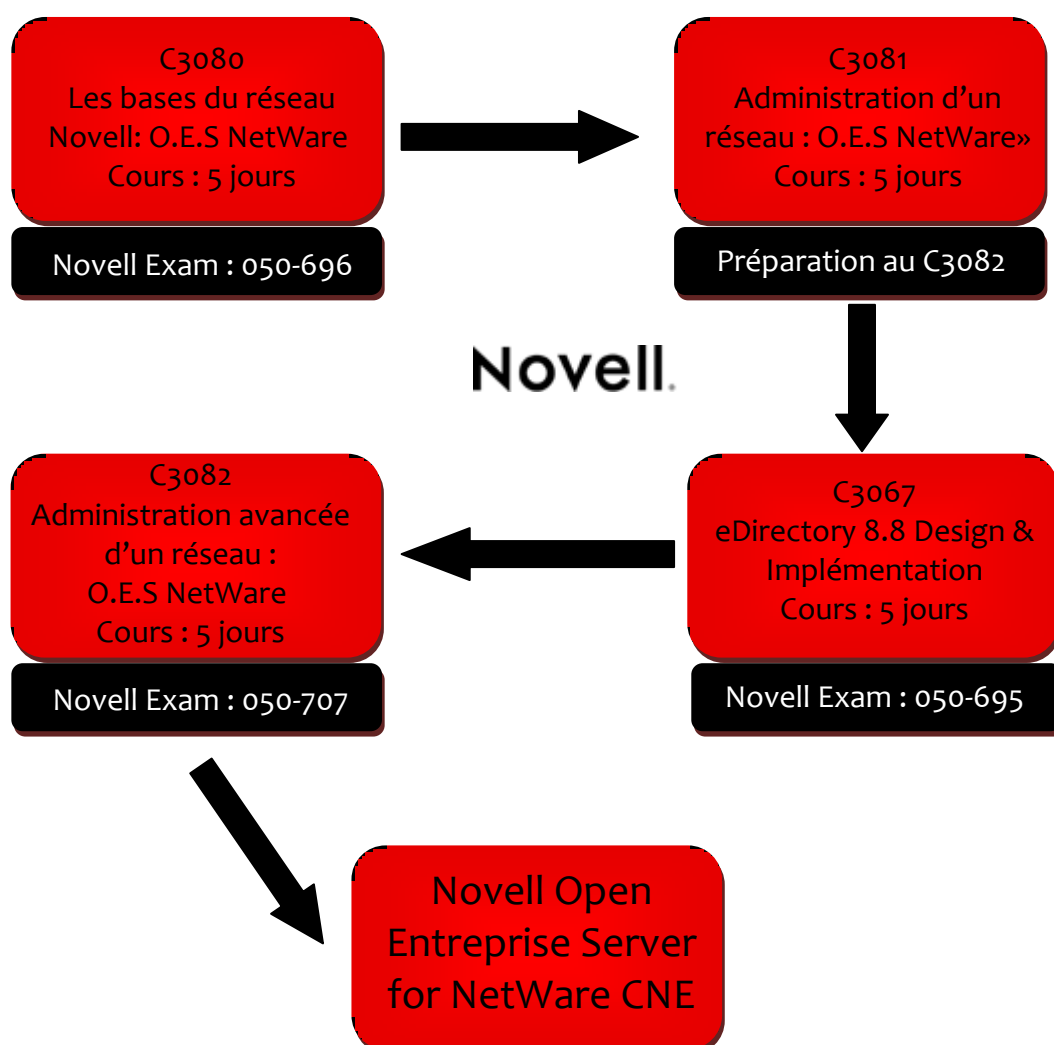 C3080
Les bases du réseau
Novell: O.E.S NetWare
Cours : 5 jours
Novell Exam : 050-696
C3081
Administration d’un
réseau : O.E.S NetWare»
Cours : 5 jours
Préparation au C3082
Novell.
C3067
eDirectory 8.8 Design &
Implémentation
Cours : 5 jours
Novell Exam : 050-695
C3082
Administration avancée
d’un réseau :
O.E.S NetWare
Cours : 5 jours
Novell Exam : 050-707
Novell Open
Entreprise Server
for NetWare CNE